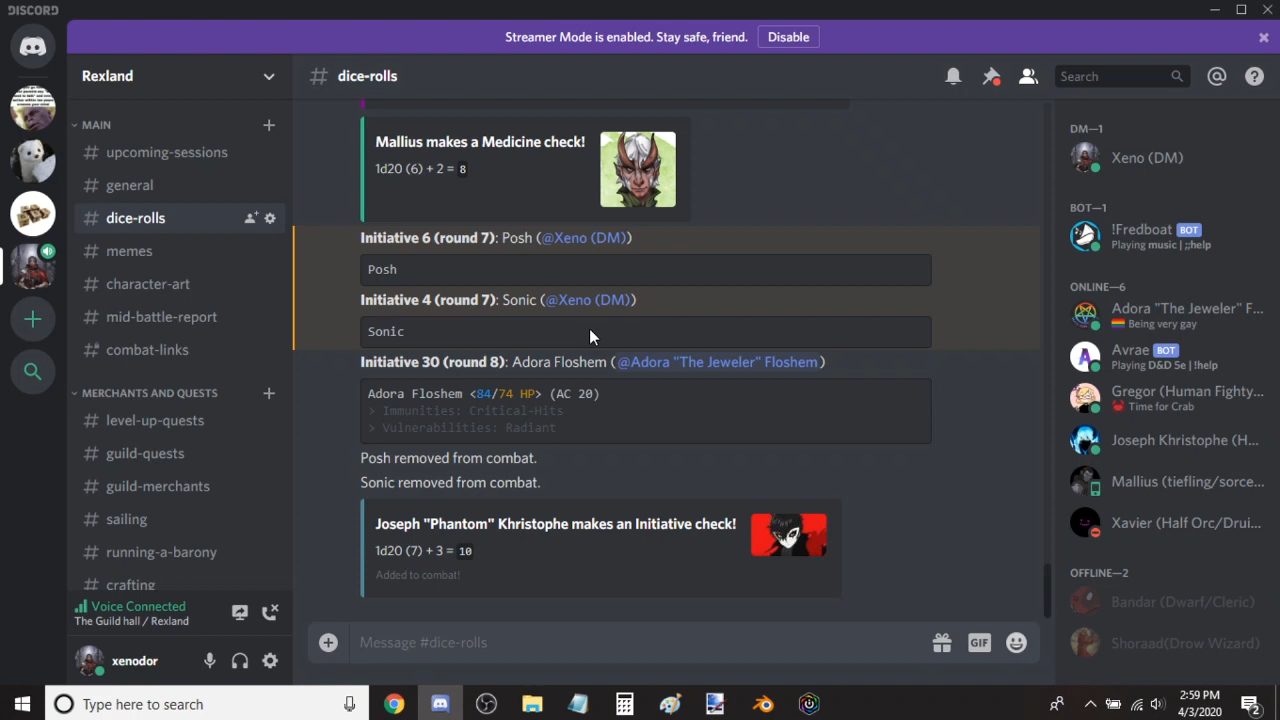 DISCORD
Streamer Mode is enabled. Stay safe, friend.
Disable
Rexland
dice-rolls
Search
MAIN
upcoming-sessions
general
dice-rolls
memes
character-art
mid-battle-report
combat-links
MERCHANTS AND QUESTS
level-up-quests
guild-quests
guild-merchants
sailing
running-a-barony
crafting
Voice Connected
The Guild hall / Rexland
xenodor
Mallius makes a Medicine check!
1d20 (6) + 2 = 8
Initiative 6 (round 7): Posh (@Xeno (DM))
Posh
Initiative 4 (round 7): Sonic (@Xeno (DM))
Sonic
Initiative 30 (round 8): Adora Floshem (@Adora "The Jeweler" Floshem)
Adora Floshem <84/74 HP> (AC 20)
> Immunities: Critical-Hits
> Vulnerabilities: Radiant
Posh removed from combat.
Sonic removed from combat.
Joseph "Phantom" Khristophe makes an Initiative check!
1d20 (7) + 3 = 10
Added to combat!
Message #dice-rolls
GIF
DM—1
Xeno (DM)
BOT—1
!Fredboat BOT
Playing music | ;;help
ONLINE—6
Adora "The Jeweler" F...
Being very gay
Avrae BOT
Playing D&D 5e | !help
Gregor (Human Fighty...
Time for Crab
Joseph Khristophe (H...
Mallius (tiefling/sorce...
Xavier (Half Orc/Drui...
OFFLINE—2
Bandar (Dwarf/Cleric)
Shoraad(Drow Wizard)
Type here to search
2:59 PM
4/3/2020
2